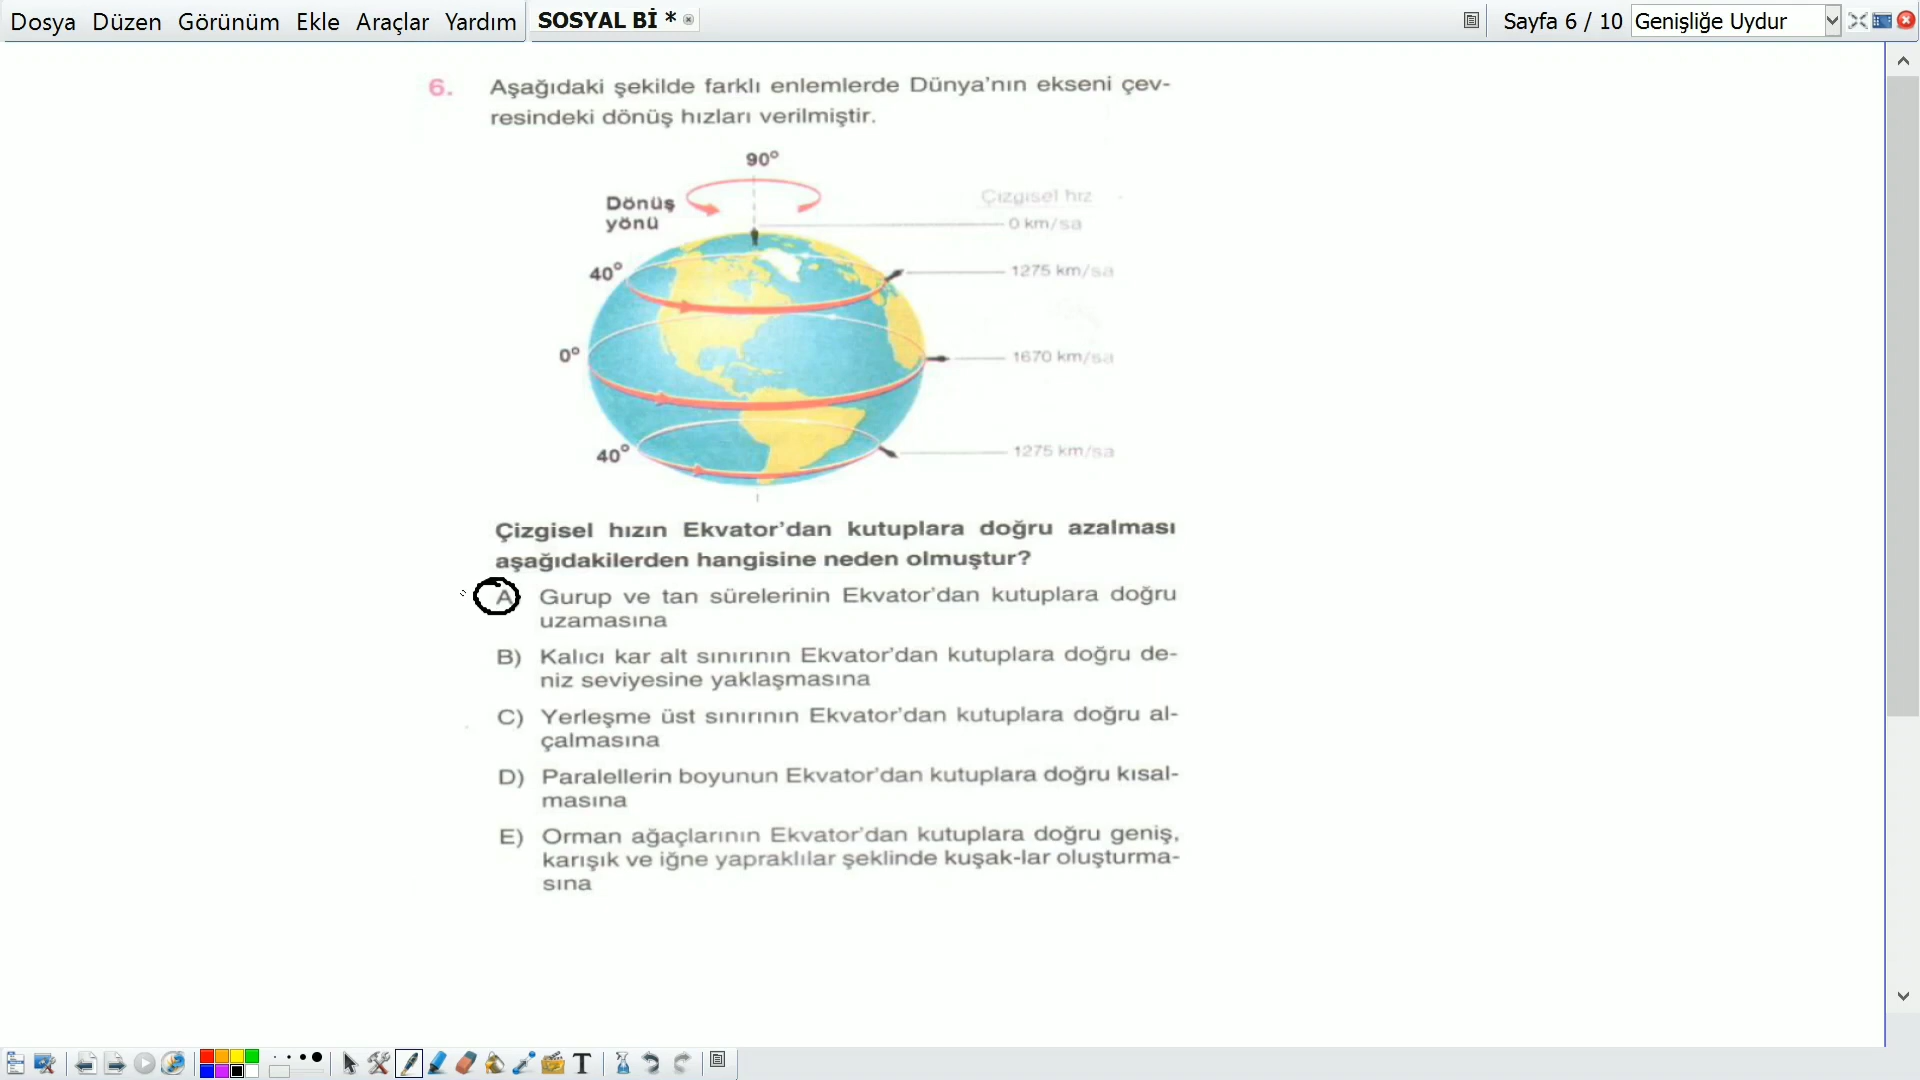 Dosya Düzen Görünüm Ekle Araçlar Yardım SOSYAL Bİ * Sayfa 6 / 10 Genişliğe Uydur
6. Aşağıdaki şekilde farklı enlemlerde Dünya'nın ekseni çev-
resindeki dönüş hızları verilmiştir.
90°
Dönüş
yönü
Çizgisel hız
0 km/sa
40°
1275 km/sa
0°
1670 km/sa
40°
1275 km/sa
Çizgisel hızın Ekvator'dan kutuplara doğru azalması
aşağıdakilerden hangisine neden olmuştur?
A Gurup ve tan sürelerinin Ekvator'dan kutuplara doğru
uzamasına
B) Kalıcı kar alt sınırının Ekvator'dan kutuplara doğru de-
niz seviyesine yaklaşmasına
C) Yerleşme üst sınırının Ekvator'dan kutuplara doğru al-
çalmasına
D) Paralellerin boyunun Ekvator'dan kutuplara doğru kısal-
masına
E) Orman ağaçlarının Ekvator'dan kutuplara doğru geniş,
karışık ve iğne yapraklılar şeklinde kuşak-lar oluşturma-
sına